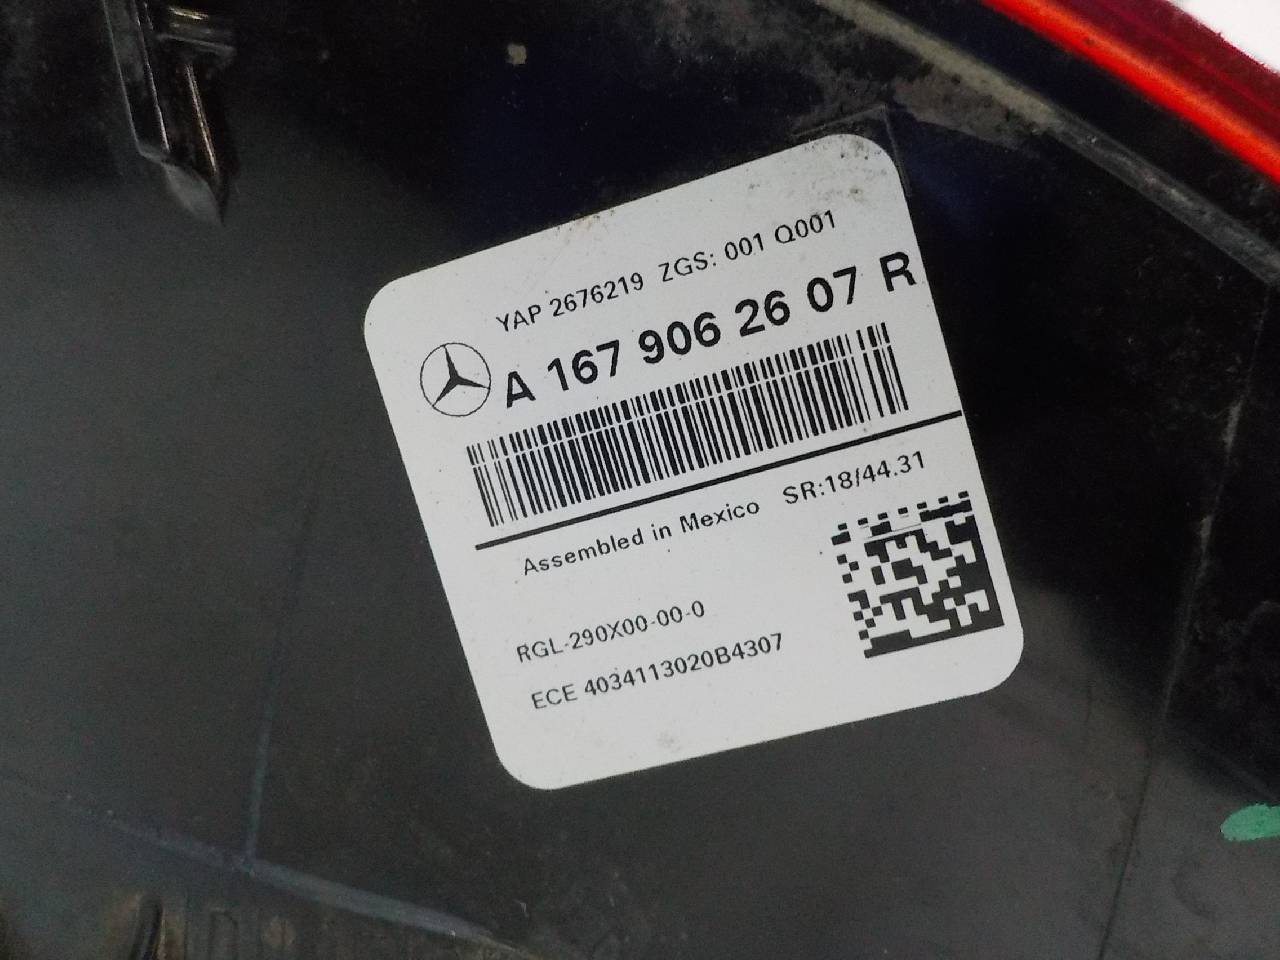 YAP 2676219 ZGS: 001 Q001
A 167 906 26 07 R
Assembled in Mexico SR:18/44.31
RGL-290X00-00-0
ECE 4034113020B4307